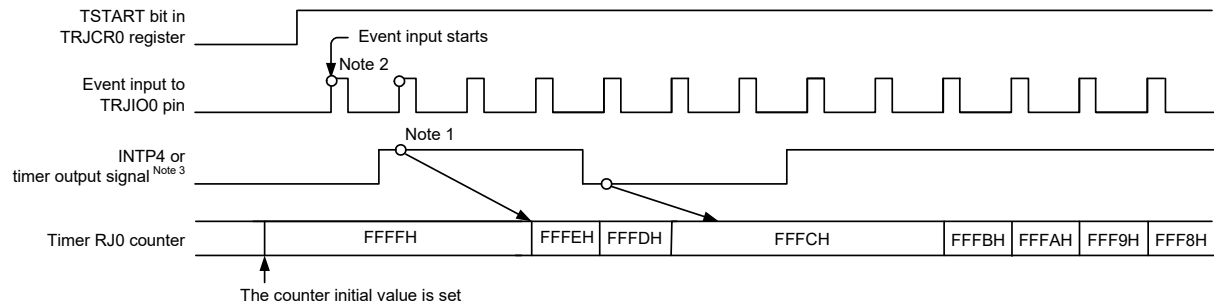 TSTART bit in
TRJCR0 register
Event input starts
Note 2
Event input to
TRJIO0 pin
Note 1
INTP4 or
timer output signal Note 3
Timer RJ0 counter
FFFFH
FFFEH
FFFDH
FFFCH
FFFBH
FFFAH
FFF9H
FFF8H
The counter initial value is set